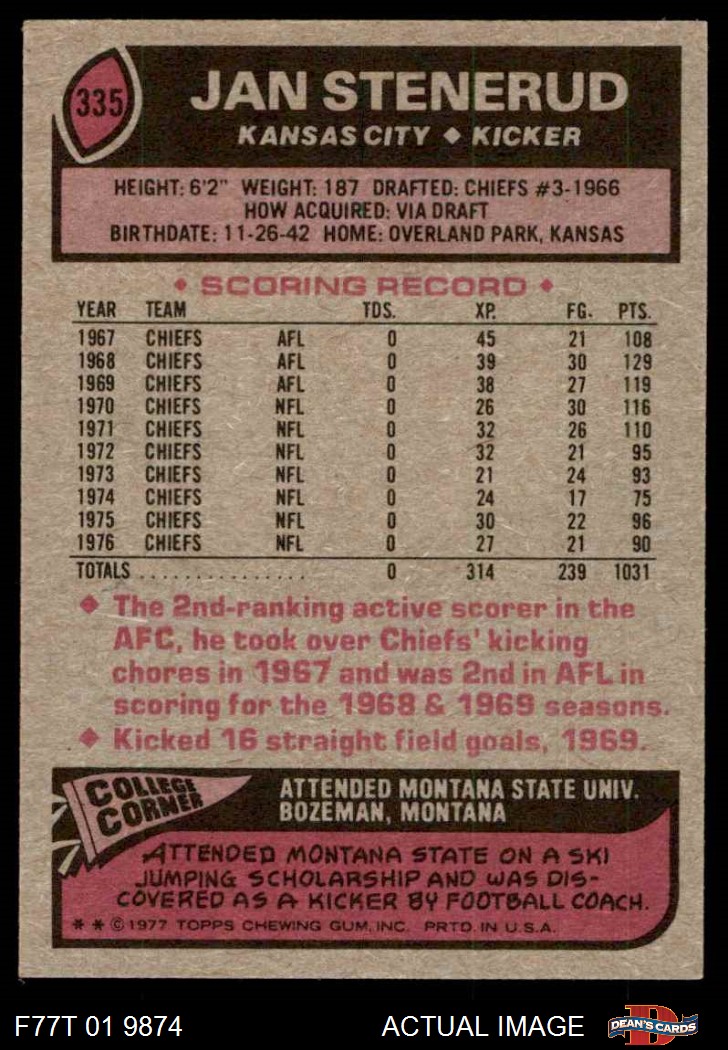 335
JAN STENERUD
KANSAS CITY ◆ KICKER
HEIGHT: 6'2" WEIGHT: 187 DRAFTED: CHIEFS #3-1966
HOW ACQUIRED: VIA DRAFT
BIRTHDATE: 11-26-42 HOME: OVERLAND PARK, KANSAS
◆ SCORING RECORD ◆
YEAR TEAM TDS. XP. FG. PTS.
1967 CHIEFS AFL 0 45 21 108
1968 CHIEFS AFL 0 39 30 129
1969 CHIEFS AFL 0 38 27 119
1970 CHIEFS NFL 0 26 30 116
1971 CHIEFS NFL 0 32 26 110
1972 CHIEFS NFL 0 32 21 95
1973 CHIEFS NFL 0 21 24 93
1974 CHIEFS NFL 0 24 17 75
1975 CHIEFS NFL 0 30 22 96
1976 CHIEFS NFL 0 27 21 90
TOTALS ................ 0 314 239 1031
◆ The 2nd-ranking active scorer in the
AFC, he took over Chiefs' kicking
chores in 1967 and was 2nd in AFL in
scoring for the 1968 & 1969 seasons.
◆ Kicked 16 straight field goals, 1969.
COLLEGE
CORNER
ATTENDED MONTANA STATE UNIV.
BOZEMAN, MONTANA
ATTENDED MONTANA STATE ON A SKI
JUMPING SCHOLARSHIP AND WAS DIS-
COVERED AS A KICKER BY FOOTBALL COACH.
* * © 1977 TOPPS CHEWING GUM, INC. PRTD. IN U.S.A.
F77T 01 9874 ACTUAL IMAGE
D
DEAN'S CARDS